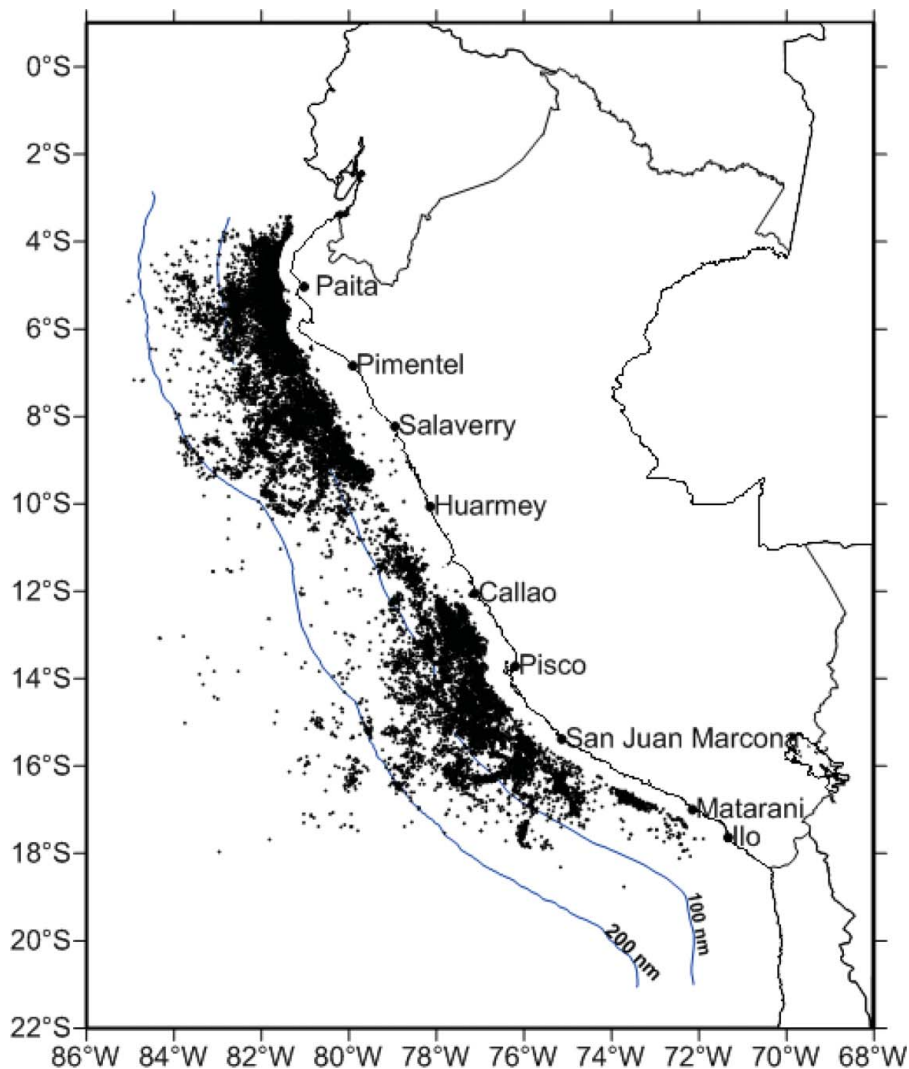 0°S
2°S
4°S
Paita
6°S
Pimentel
8°S
Salaverry
10°S
Huarmey
12°S
Callao
Pisco
14°S
San Juan Marcona
16°S
Matarani
Ilo
18°S
100 nm
200 nm
20°S
22°S
86°W 84°W 82°W 80°W 78°W 76°W 74°W 72°W 70°W 68°W